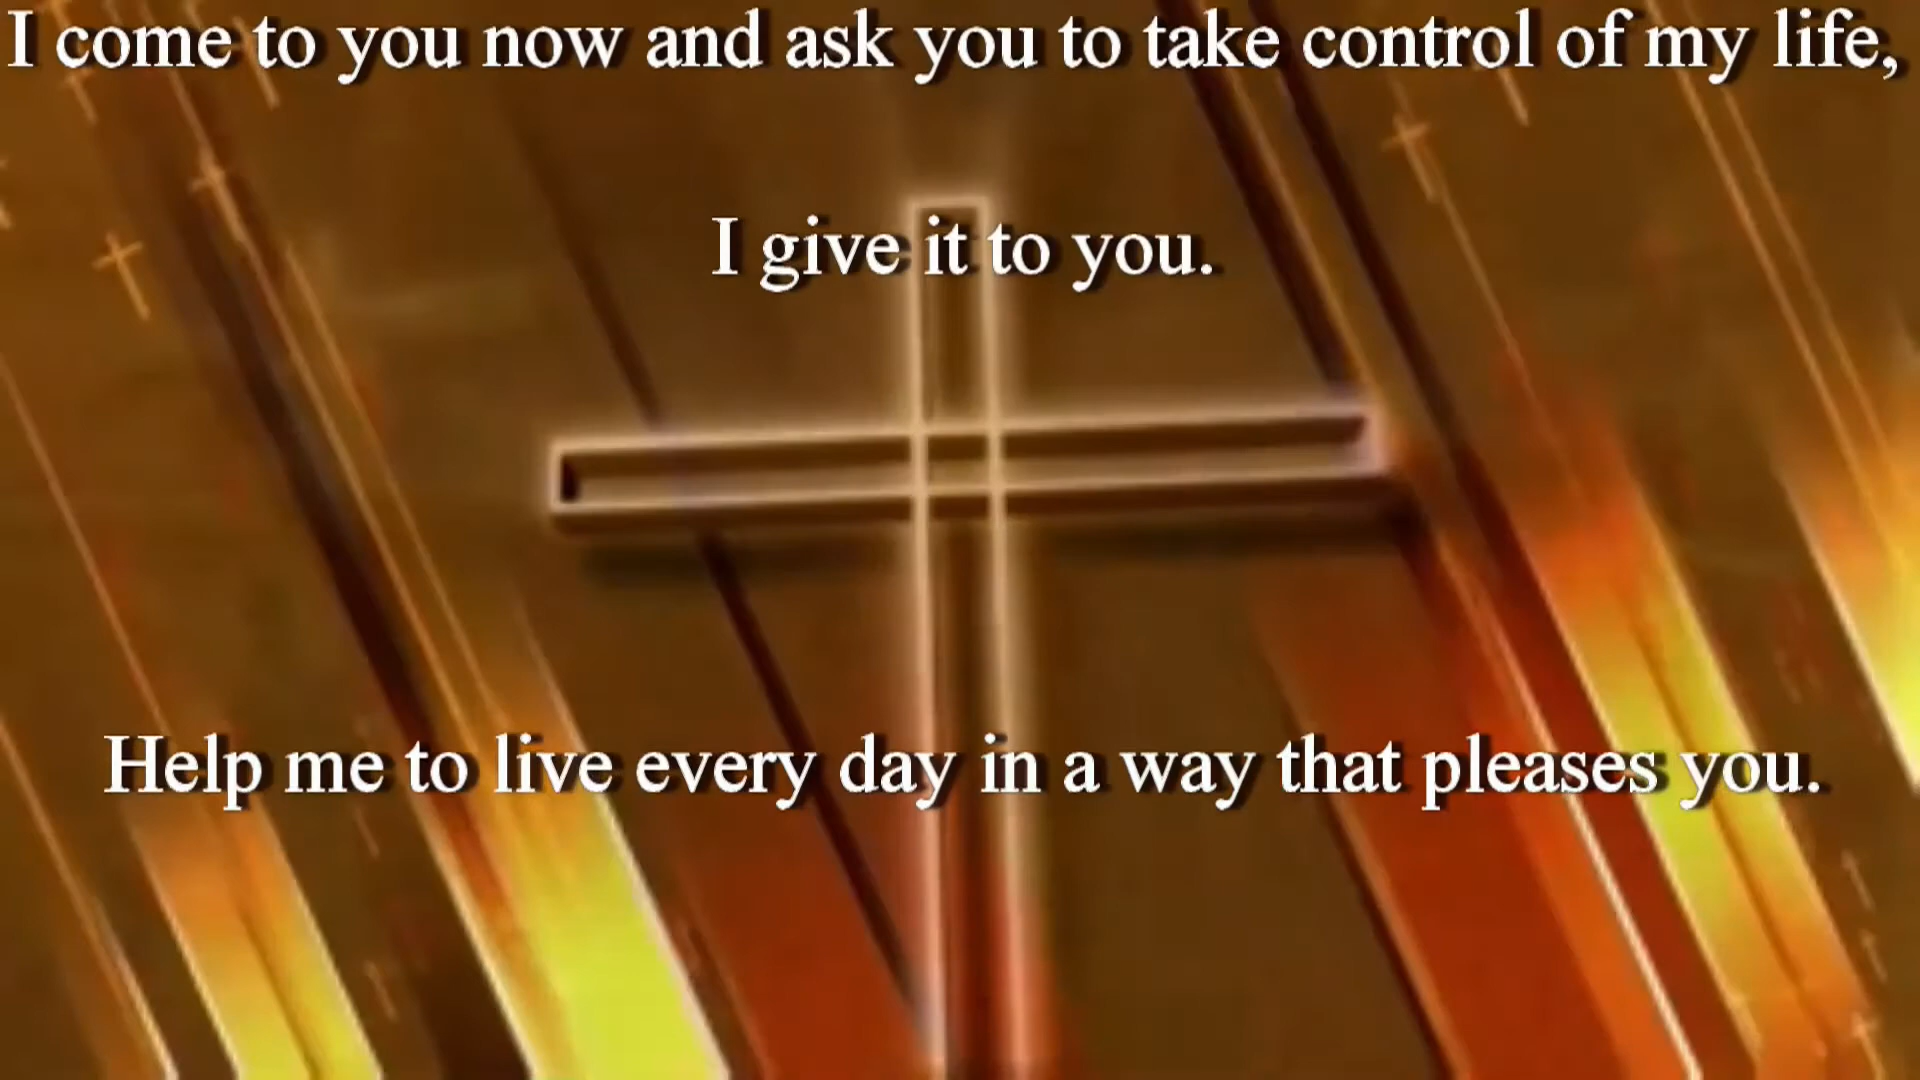 I come to you now and ask you to take control of my life,
I give it to you.
Help me to live every day in a way that pleases you.